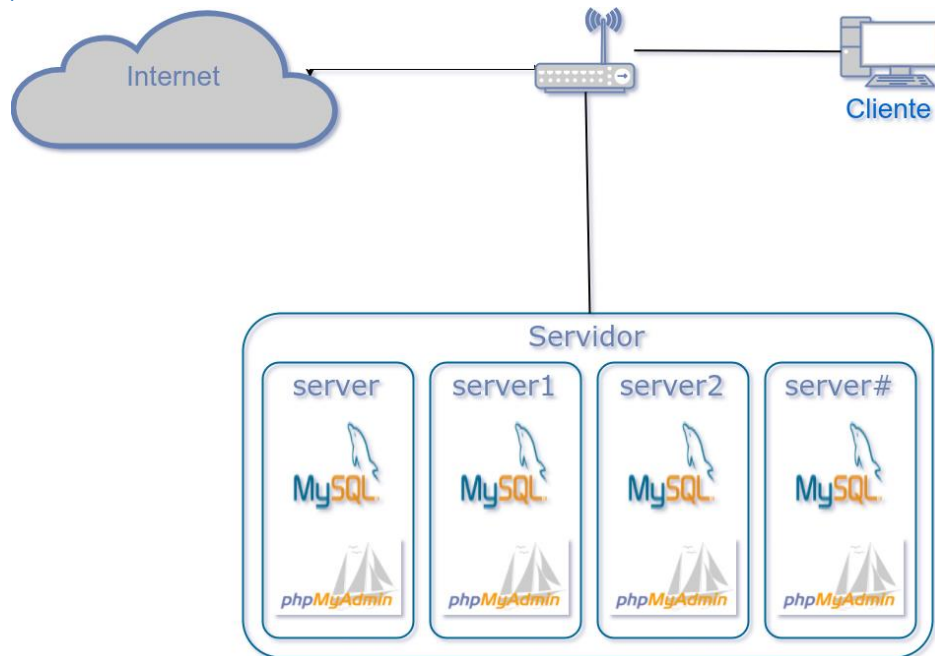 Internet
Cliente
Servidor
server server1 server2 server#
MySQL MySQL MySQL MySQL
phpMyAdmin phpMyAdmin phpMyAdmin phpMyAdmin